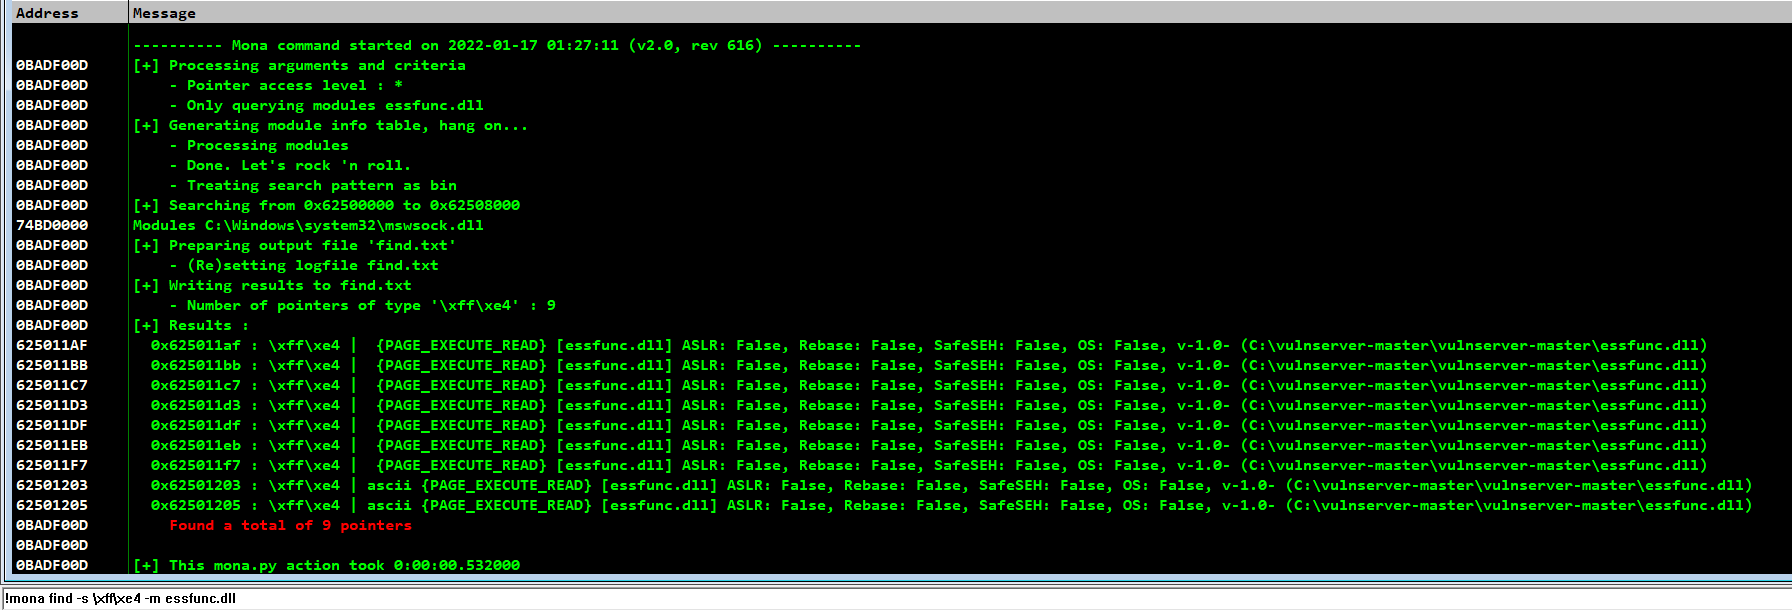 Address Message
---------- Mona command started on 2022-01-17 01:27:11 (v2.0, rev 616) ----------
0BADF00D [+] Processing arguments and criteria
0BADF00D - Pointer access level : *
0BADF00D - Only querying modules essfunc.dll
0BADF00D [+] Generating module info table, hang on...
0BADF00D - Processing modules
0BADF00D - Done. Let's rock 'n roll.
0BADF00D - Treating search pattern as bin
0BADF00D [+] Searching from 0x62500000 to 0x62508000
74BD0000 Modules C:\Windows\system32\mswsock.dll
0BADF00D [+] Preparing output file 'find.txt'
0BADF00D - (Re)setting logfile find.txt
0BADF00D [+] Writing results to find.txt
0BADF00D - Number of pointers of type '\xff\xe4' : 9
0BADF00D [+] Results :
625011AF 0x625011af : \xff\xe4 | {PAGE_EXECUTE_READ} [essfunc.dll] ASLR: False, Rebase: False, SafeSEH: False, OS: False, v-1.0- (C:\vulnserver-master\vulnserver-master\essfunc.dll)
625011BB 0x625011bb : \xff\xe4 | {PAGE_EXECUTE_READ} [essfunc.dll] ASLR: False, Rebase: False, SafeSEH: False, OS: False, v-1.0- (C:\vulnserver-master\vulnserver-master\essfunc.dll)
625011C7 0x625011c7 : \xff\xe4 | {PAGE_EXECUTE_READ} [essfunc.dll] ASLR: False, Rebase: False, SafeSEH: False, OS: False, v-1.0- (C:\vulnserver-master\vulnserver-master\essfunc.dll)
625011D3 0x625011d3 : \xff\xe4 | {PAGE_EXECUTE_READ} [essfunc.dll] ASLR: False, Rebase: False, SafeSEH: False, OS: False, v-1.0- (C:\vulnserver-master\vulnserver-master\essfunc.dll)
625011DF 0x625011df : \xff\xe4 | {PAGE_EXECUTE_READ} [essfunc.dll] ASLR: False, Rebase: False, SafeSEH: False, OS: False, v-1.0- (C:\vulnserver-master\vulnserver-master\essfunc.dll)
625011EB 0x625011eb : \xff\xe4 | {PAGE_EXECUTE_READ} [essfunc.dll] ASLR: False, Rebase: False, SafeSEH: False, OS: False, v-1.0- (C:\vulnserver-master\vulnserver-master\essfunc.dll)
625011F7 0x625011f7 : \xff\xe4 | {PAGE_EXECUTE_READ} [essfunc.dll] ASLR: False, Rebase: False, SafeSEH: False, OS: False, v-1.0- (C:\vulnserver-master\vulnserver-master\essfunc.dll)
62501203 0x62501203 : \xff\xe4 | ascii {PAGE_EXECUTE_READ} [essfunc.dll] ASLR: False, Rebase: False, SafeSEH: False, OS: False, v-1.0- (C:\vulnserver-master\vulnserver-master\essfunc.dll)
62501205 0x62501205 : \xff\xe4 | ascii {PAGE_EXECUTE_READ} [essfunc.dll] ASLR: False, Rebase: False, SafeSEH: False, OS: False, v-1.0- (C:\vulnserver-master\vulnserver-master\essfunc.dll)
0BADF00D Found a total of 9 pointers
0BADF00D
0BADF00D [+] This mona.py action took 0:00:00.532000
!mona find -s \xff\xe4 -m essfunc.dll